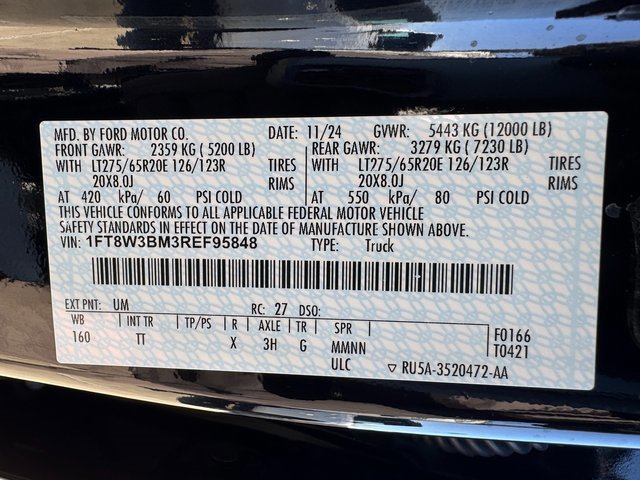 MFD. BY FORD MOTOR CO. DATE: 11/24 GVWR: 5443 KG (12000 LB)
FRONT GAWR: 2359 KG ( 5200 LB) REAR GAWR: 3279 KG ( 7230 LB)
WITH LT275/65R20E 126/123R TIRES WITH LT275/65R20E 126/123R TIRES
20X8.0J RIMS 20X8.0J RIMS
AT 420 kPa/ 60 PSI COLD AT 550 kPa/ 80 PSI COLD
THIS VEHICLE CONFORMS TO ALL APPLICABLE FEDERAL MOTOR VEHICLE
SAFETY STANDARDS IN EFFECT ON THE DATE OF MANUFACTURE SHOWN ABOVE.
VIN: 1FT8W3BM3REF95848 TYPE: Truck
EXT PNT: UM RC: 27 DSO:
WB INT TR TP/PS R AXLE TR SPR F0166
160 TT X 3H G MMNN T0421
ULC ▽ RU5A-3520472-AA